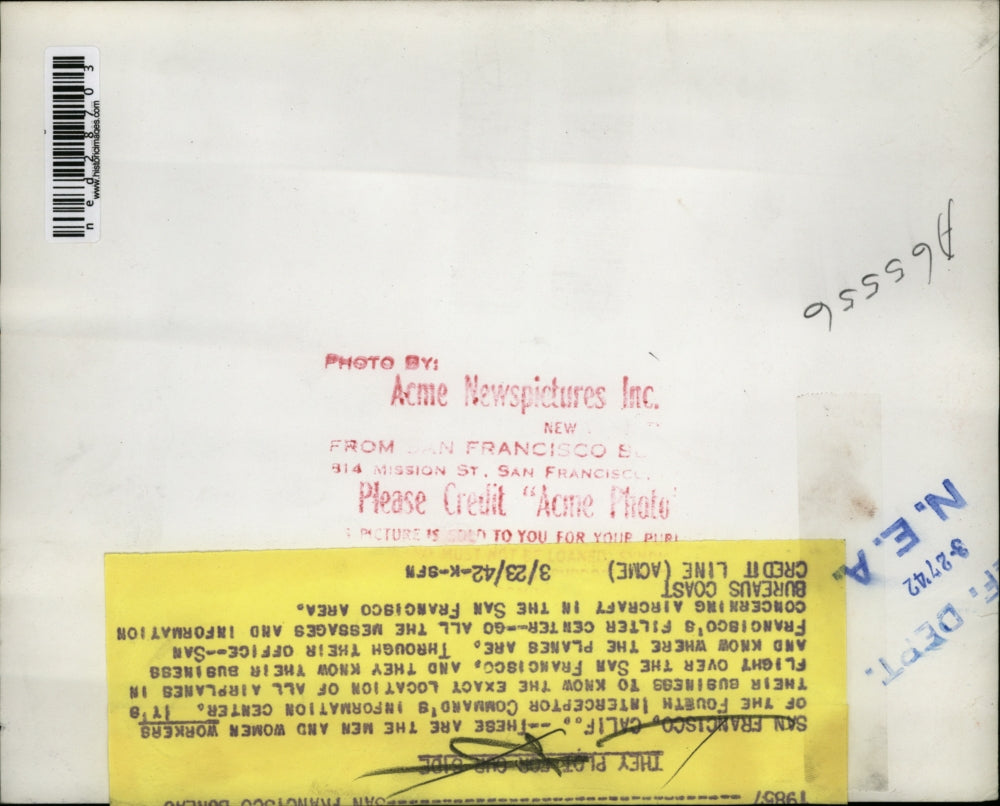 ned28703
www.historicimages.com
A65556
PHOTO BY:
Acme Newspictures Inc.
NEW
FROM SAN FRANCISCO
814 MISSION ST. SAN FRANCISCO,
Please Credit "Acme Photo
PICTURE IS SOLD TO YOU FOR YOUR
MUST NOT BE LOANED
N.E.A
3-27'42
F. DEPT.
19857 SAN FRANCISCO BUREAU
THEY PLOT FOR OUR SIDE
SAN FRANCISCO, CALIF.,--THESE ARE THE MEN AND WOMEN WORKERS
OF THE FOURTH INTERCEPTOR COMMAND'S INFORMATION CENTER. IT'S
THEIR BUSINESS TO KNOW THE EXACT LOCATION OF ALL AIRPLANES IN
FLIGHT OVER THE SAN FRANCISCO, AND THEY KNOW THEIR BUSINESS
AND KNOW WHERE THE PLANES ARE. THROUGH THEIR OFFICE--SAN
FRANCISCO'S FILTER CENTER--GO ALL THE MESSAGES AND INFORMATION
CONCERNING AIRCRAFT IN THE SAN FRANCISCO AREA.
BUREAUS COAST
CREDIT LINE (ACME) 3/23/42-K-SFN